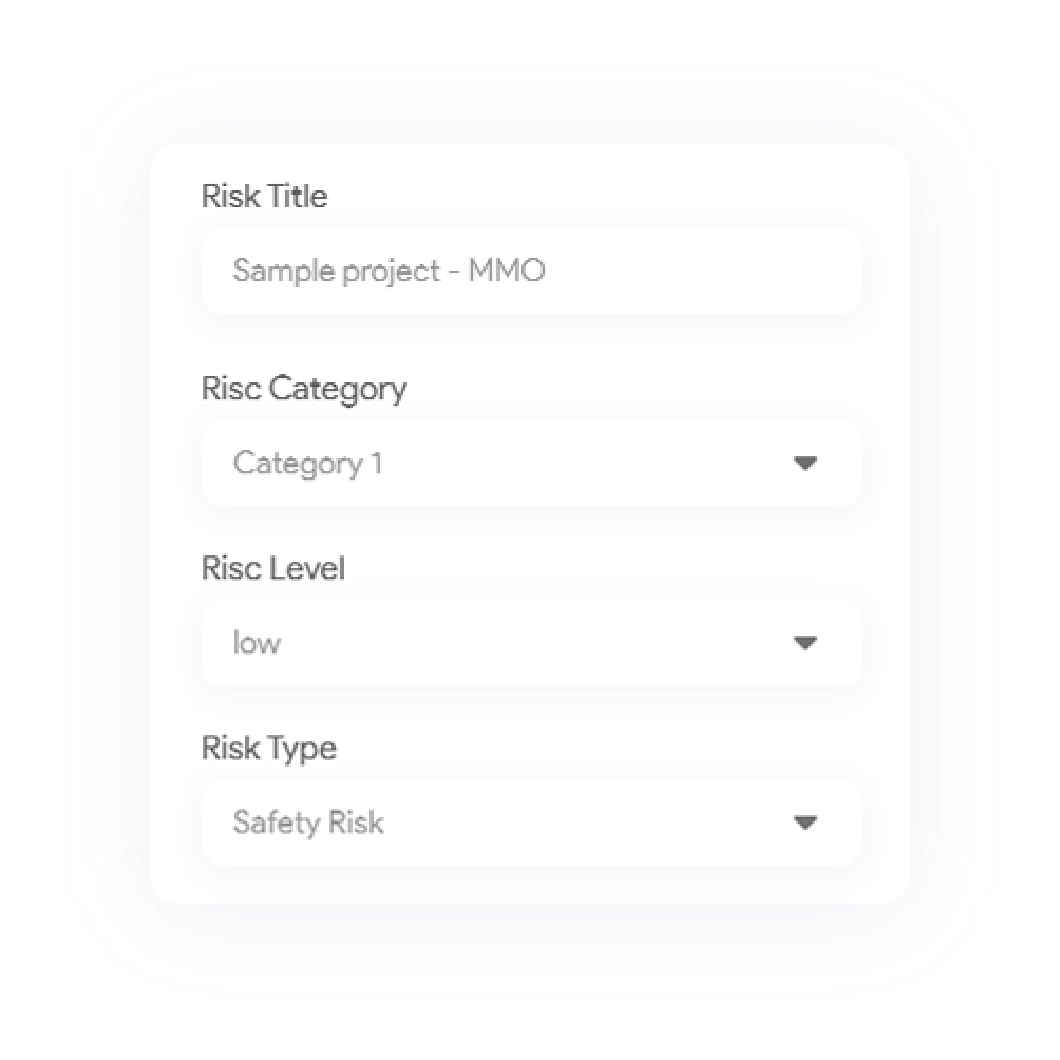 Risk Title
Sample project - MMO
Risc Category
Category 1
Risc Level
low
Risk Type
Safety Risk